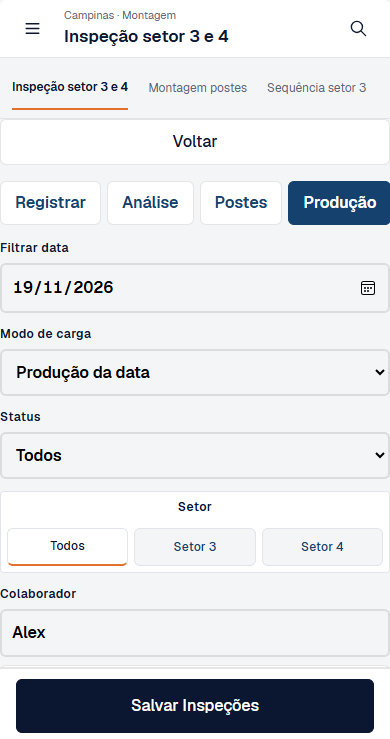 Campinas · Montagem
Inspeção setor 3 e 4
Inspeção setor 3 e 4 Montagem postes Sequência setor 3
Voltar
Registrar Análise Postes Produção
Filtrar data
19/11/2026
Modo de carga
Produção da data
Status
Todos
Setor
Todos Setor 3 Setor 4
Colaborador
Alex
Salvar Inspeções